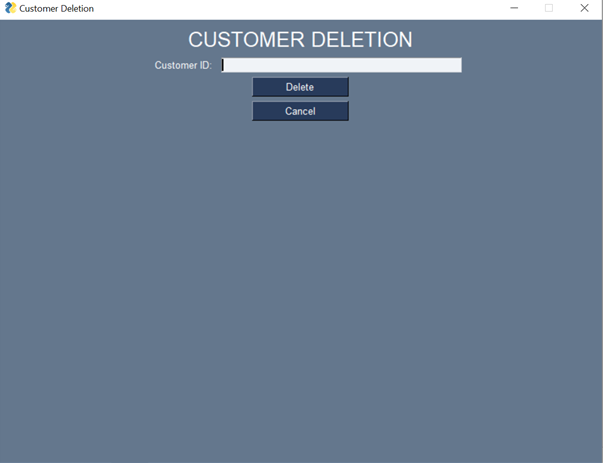 Customer Deletion
CUSTOMER DELETION
Customer ID:
Delete
Cancel